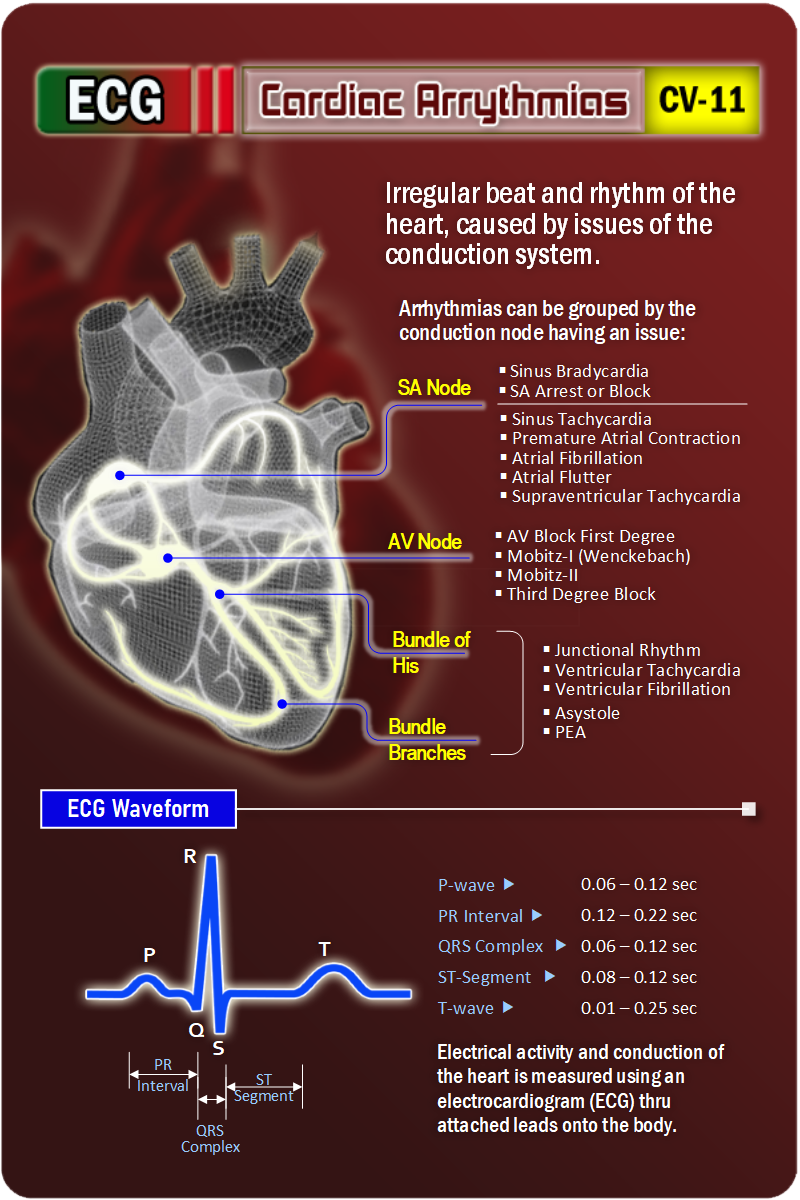 ECG
Cardiac Arrythmias
CV-11
Irregular beat and rhythm of the
heart, caused by issues of the
conduction system.
Arrhythmias can be grouped by the
conduction node having an issue:
SA Node
▪ Sinus Bradycardia
▪ SA Arrest or Block
▪ Sinus Tachycardia
▪ Premature Atrial Contraction
▪ Atrial Fibrillation
▪ Atrial Flutter
▪ Supraventricular Tachycardia
AV Node
▪ AV Block First Degree
▪ Mobitz-I (Wenckebach)
▪ Mobitz-II
▪ Third Degree Block
Bundle of
His
Bundle
Branches
▪ Junctional Rhythm
▪ Ventricular Tachycardia
▪ Ventricular Fibrillation
▪ Asystole
▪ PEA
ECG Waveform
R
P
T
Q
S
PR
Interval
ST
Segment
QRS
Complex
P-wave ▶ 0.06 – 0.12 sec
PR Interval ▶ 0.12 – 0.22 sec
QRS Complex ▶ 0.06 – 0.12 sec
ST-Segment ▶ 0.08 – 0.12 sec
T-wave ▶ 0.01 – 0.25 sec
Electrical activity and conduction of
the heart is measured using an
electrocardiogram (ECG) thru
attached leads onto the body.